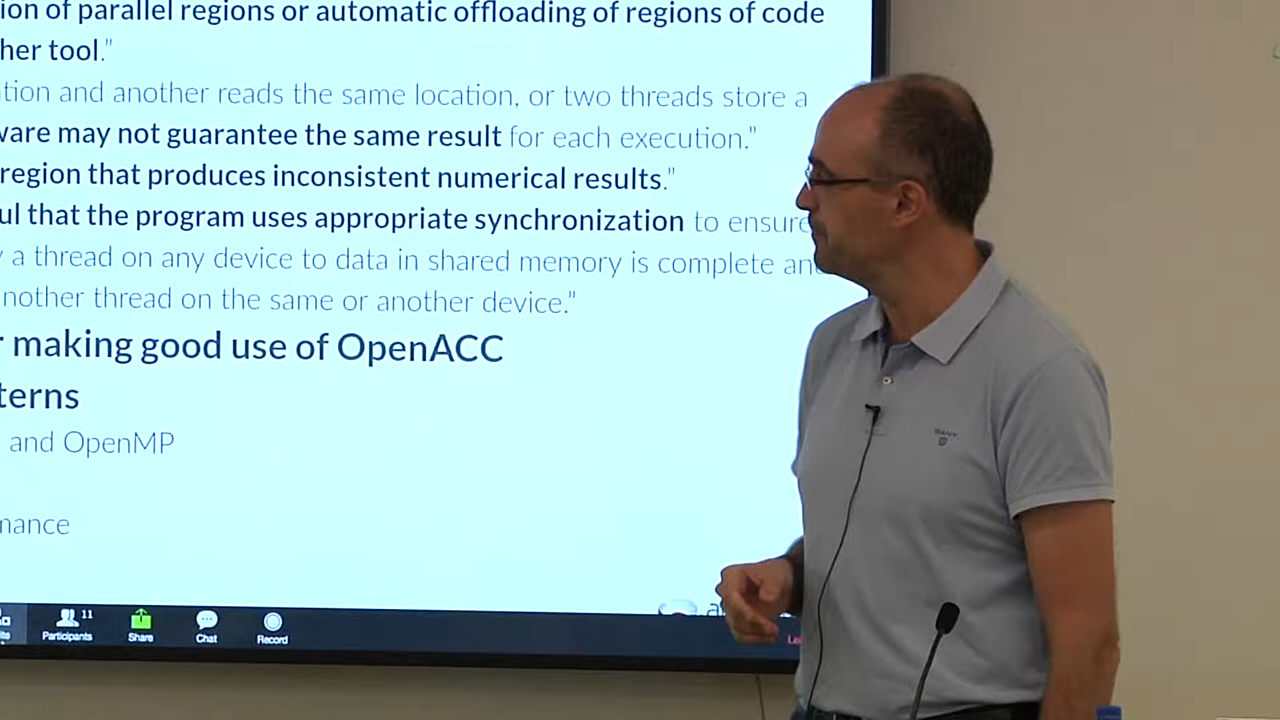 ion of parallel regions or automatic offloading of regions of code
her tool."
tion and another reads the same location, or two threads store a
ware may not guarantee the same result for each execution."
region that produces inconsistent numerical results."
ul that the program uses appropriate synchronization to ensure
y a thread on any device to data in shared memory is complete an
nother thread on the same or another device."
r making good use of OpenACC
terns
and OpenMP
nance
11
Participants
Share
Chat
Record
GANT